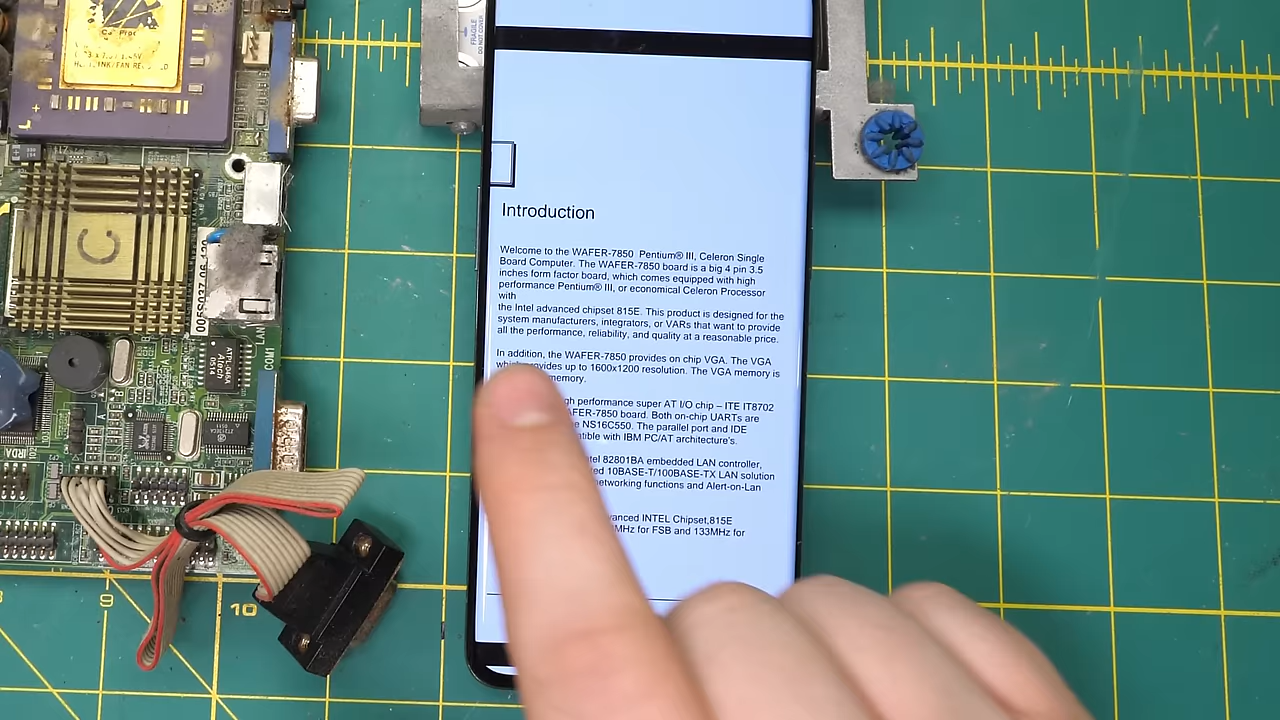 FRAGILE
DO NOT COVER
Introduction
Welcome to the WAFER-7850 Pentium® III, Celeron Single
Board Computer. The WAFER-7850 board is a big 4 pin 3.5
inches form factor board, which comes equipped with high
performance Pentium® III, or economical Celeron Processor
with
the Intel advanced chipset 815E. This product is designed for the
system manufacturers, integrators, or VARs that want to provide
all the performance, reliability, and quality at a reasonable price.
In addition, the WAFER-7850 provides on chip VGA. The VGA
provides up to 1600x1200 resolution. The VGA memory is
memory.
performance super AT I/O chip – ITE IT8702
WAFER-7850 board. Both on-chip UARTs are
NS16C550. The parallel port and IDE
with IBM PC/AT architecture's.
82801BA embedded LAN controller,
10BASE-T/100BASE-TX LAN solution
networking functions and Alert-on-Lan
INTEL Chipset,815E
for FSB and 133MHz for
C
LAN
COM1
IRDA
9
10